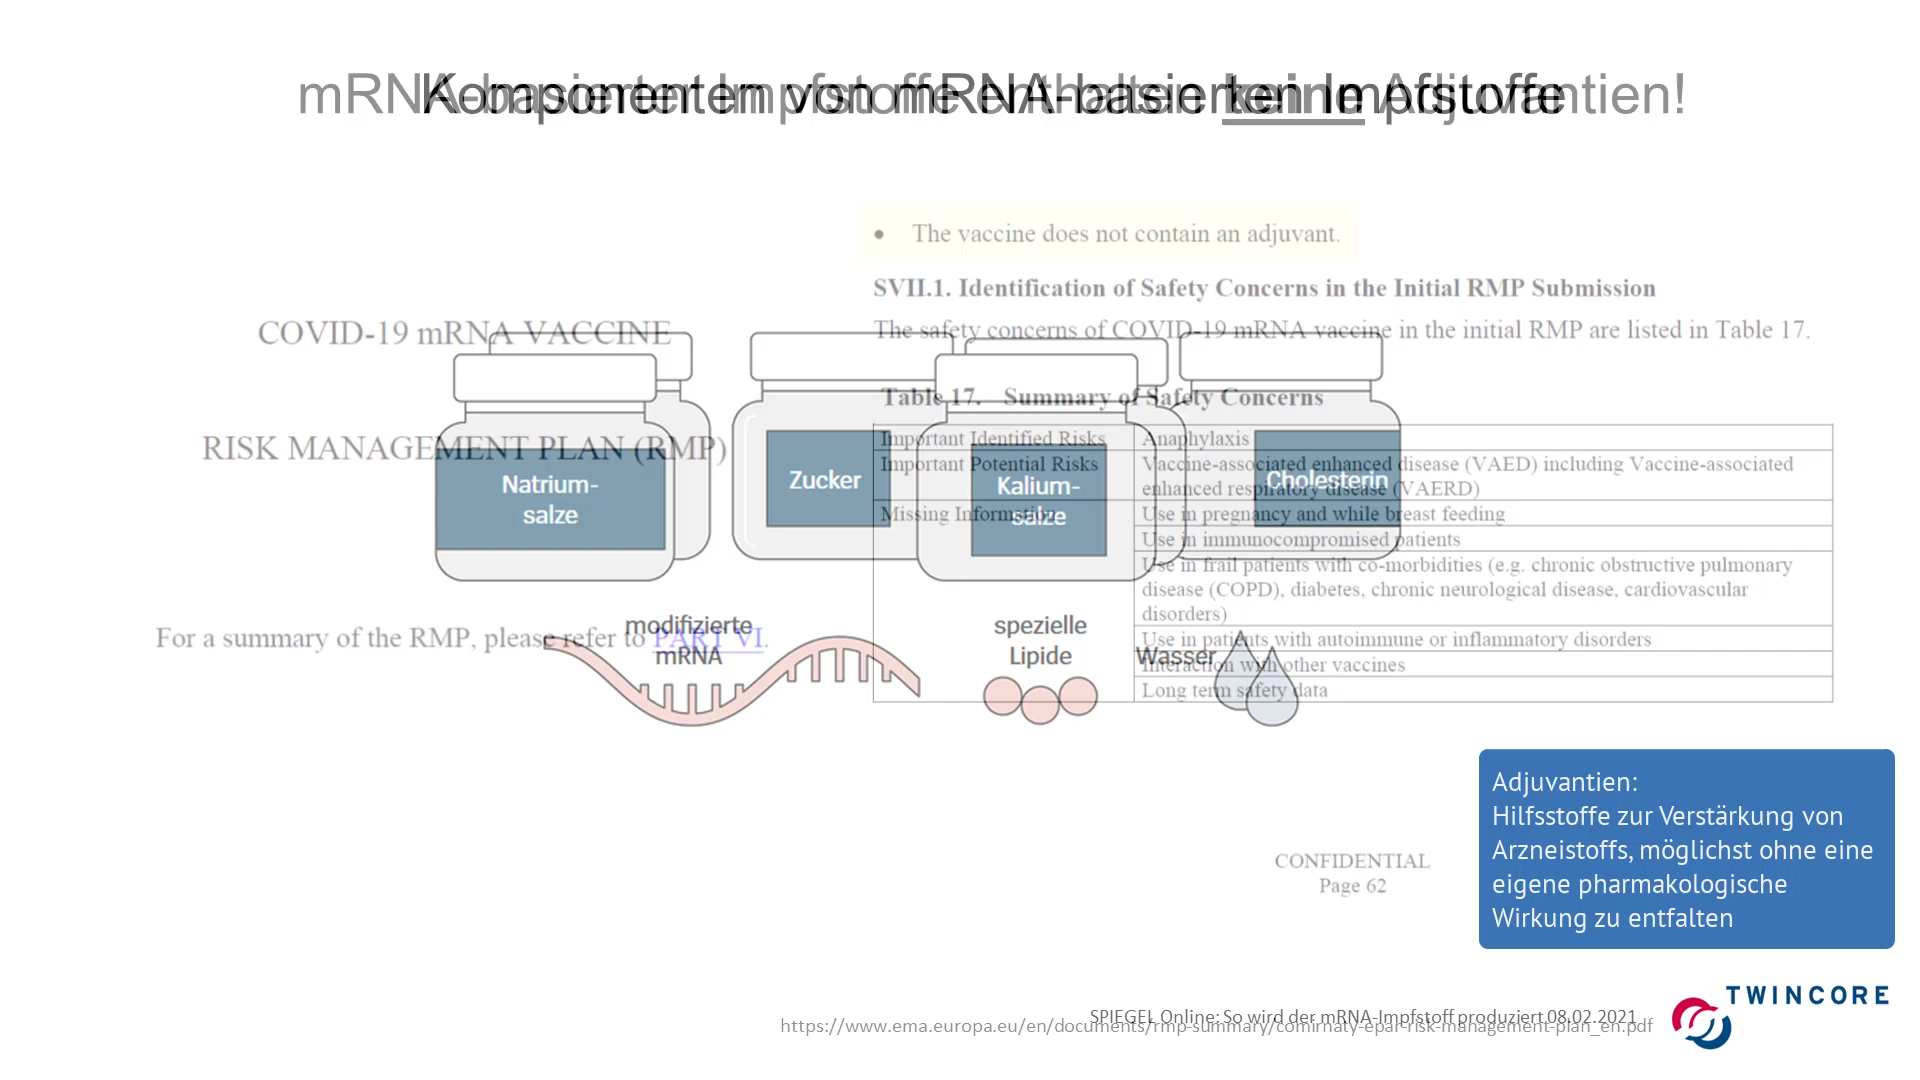 mRNA-basierte Impfstoffe enthalten keine Adjuvantien!
Komponenten von mRNA-basierten Impfstoffe
• The vaccine does not contain an adjuvant.
SVII.1. Identification of Safety Concerns in the Initial RMP Submission
The safety concerns of COVID-19 mRNA vaccine in the initial RMP are listed in Table 17.
COVID-19 mRNA VACCINE
RISK MANAGEMENT PLAN (RMP)
For a summary of the RMP, please refer to PART VI.
Table 17. Summary of Safety Concerns
Important Identified Risks Anaphylaxis
Important Potential Risks Vaccine-associated enhanced disease (VAED) including Vaccine-associated
enhanced respiratory disease (VAERD)
Missing Information Use in pregnancy and while breast feeding
Use in immunocompromised patients
Use in frail patients with co-morbidities (e.g. chronic obstructive pulmonary
disease (COPD), diabetes, chronic neurological disease, cardiovascular
disorders)
Use in patients with autoimmune or inflammatory disorders
Interaction with other vaccines
Long term safety data
Natrium-
salze
Zucker
Kalium-
salze
Cholesterin
modifizierte
mRNA
spezielle
Lipide
Wasser
CONFIDENTIAL
Page 62
Adjuvantien:
Hilfsstoffe zur Verstärkung von
Arzneistoffs, möglichst ohne eine
eigene pharmakologische
Wirkung zu entfalten
SPIEGEL Online: So wird der mRNA-Impfstoff produziert 08.02.2021
https://www.ema.europa.eu/en/documents/rmp-summary/comirnaty-epar-risk-management-plan_en.pdf
TWINCORE